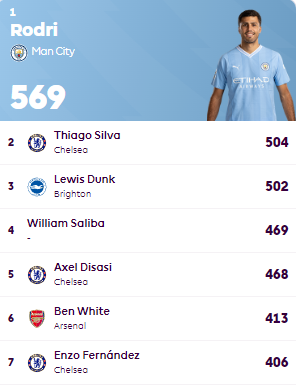 1
Rodri
Man City
569
2 Thiago Silva 504
Chelsea
3 Lewis Dunk 502
Brighton
4 William Saliba 469
-
5 Axel Disasi 468
Chelsea
6 Ben White 413
Arsenal
7 Enzo Fernández 406
Chelsea
ETIHAD